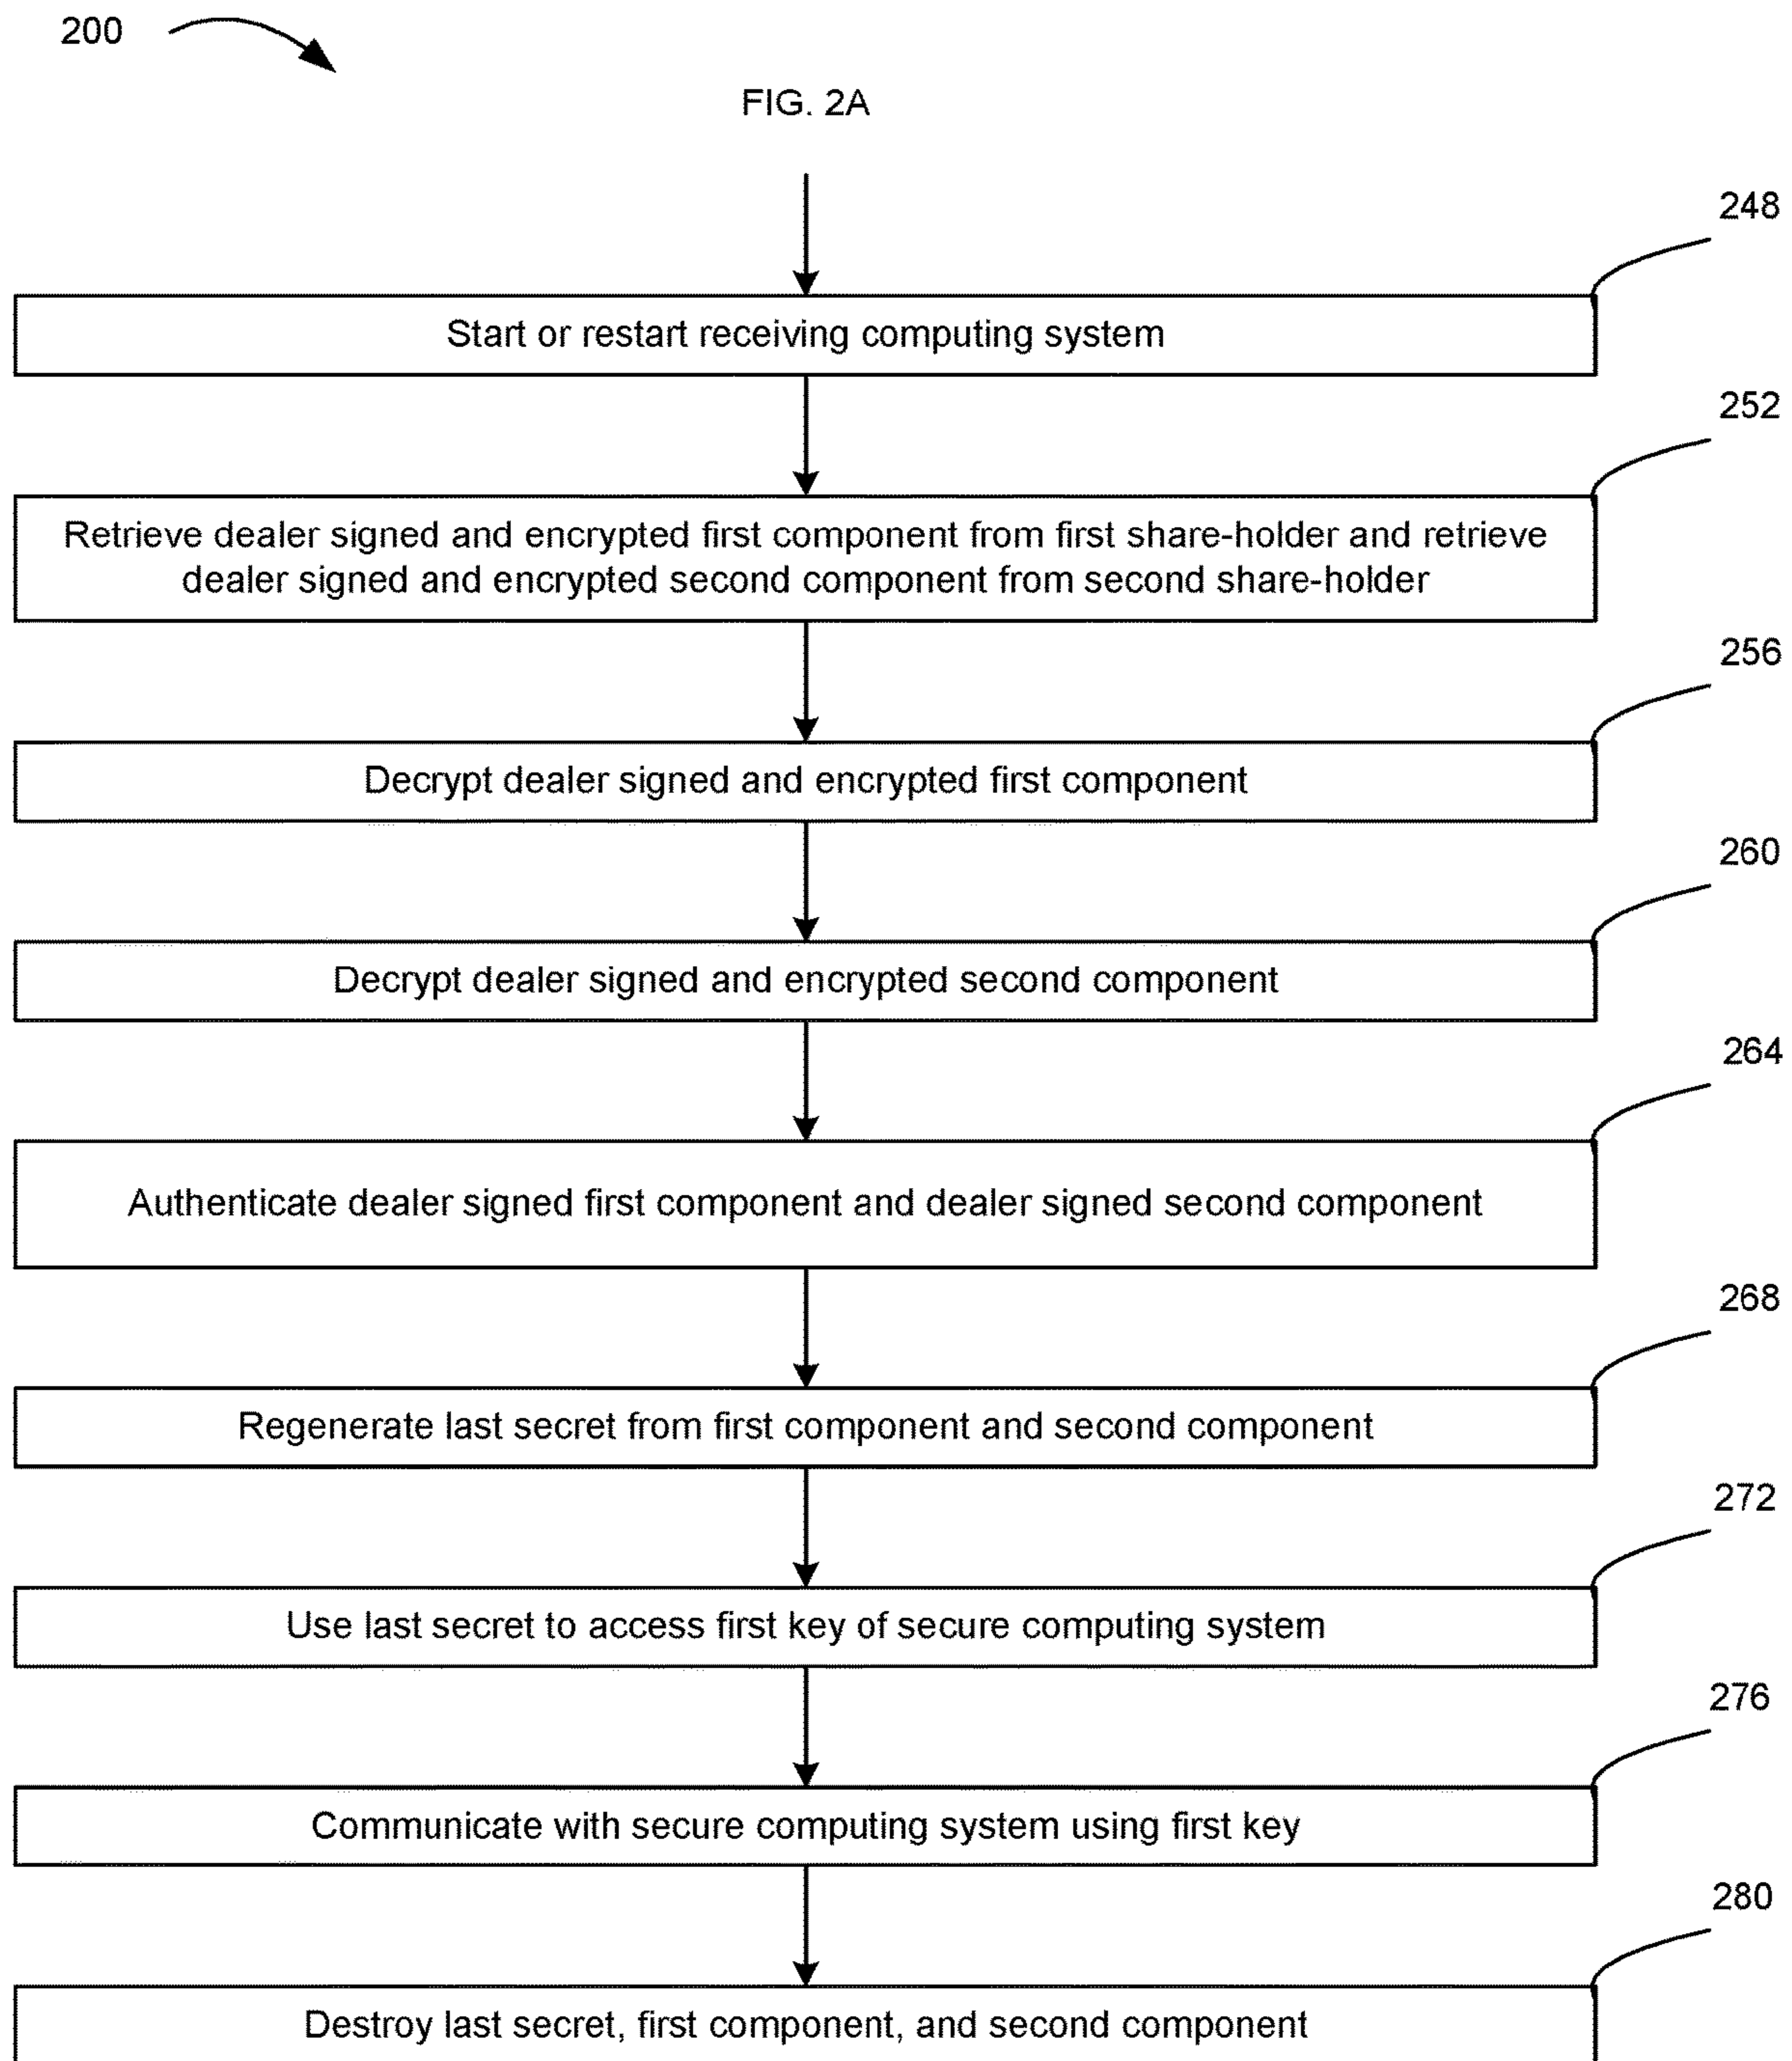 200
FIG. 2A
248
Start or restart receiving computing system
252
Retrieve dealer signed and encrypted first component from first share-holder and retrieve
dealer signed and encrypted second component from second share-holder
256
Decrypt dealer signed and encrypted first component
260
Decrypt dealer signed and encrypted second component
264
Authenticate dealer signed first component and dealer signed second component
268
Regenerate last secret from first component and second component
272
Use last secret to access first key of secure computing system
276
Communicate with secure computing system using first key
280
Destroy last secret, first component, and second component